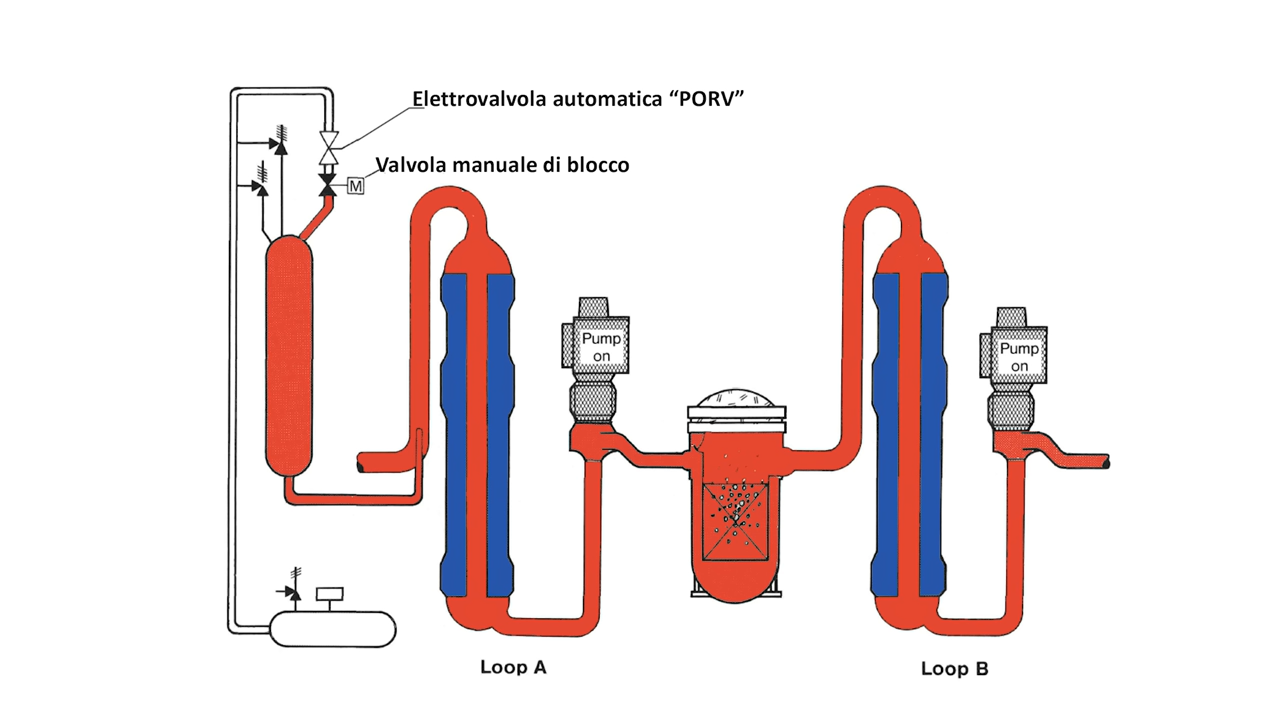 Elettrovalvola automatica “PORV”
Valvola manuale di blocco
M
Pump
on
Pump
on
Loop A
Loop B